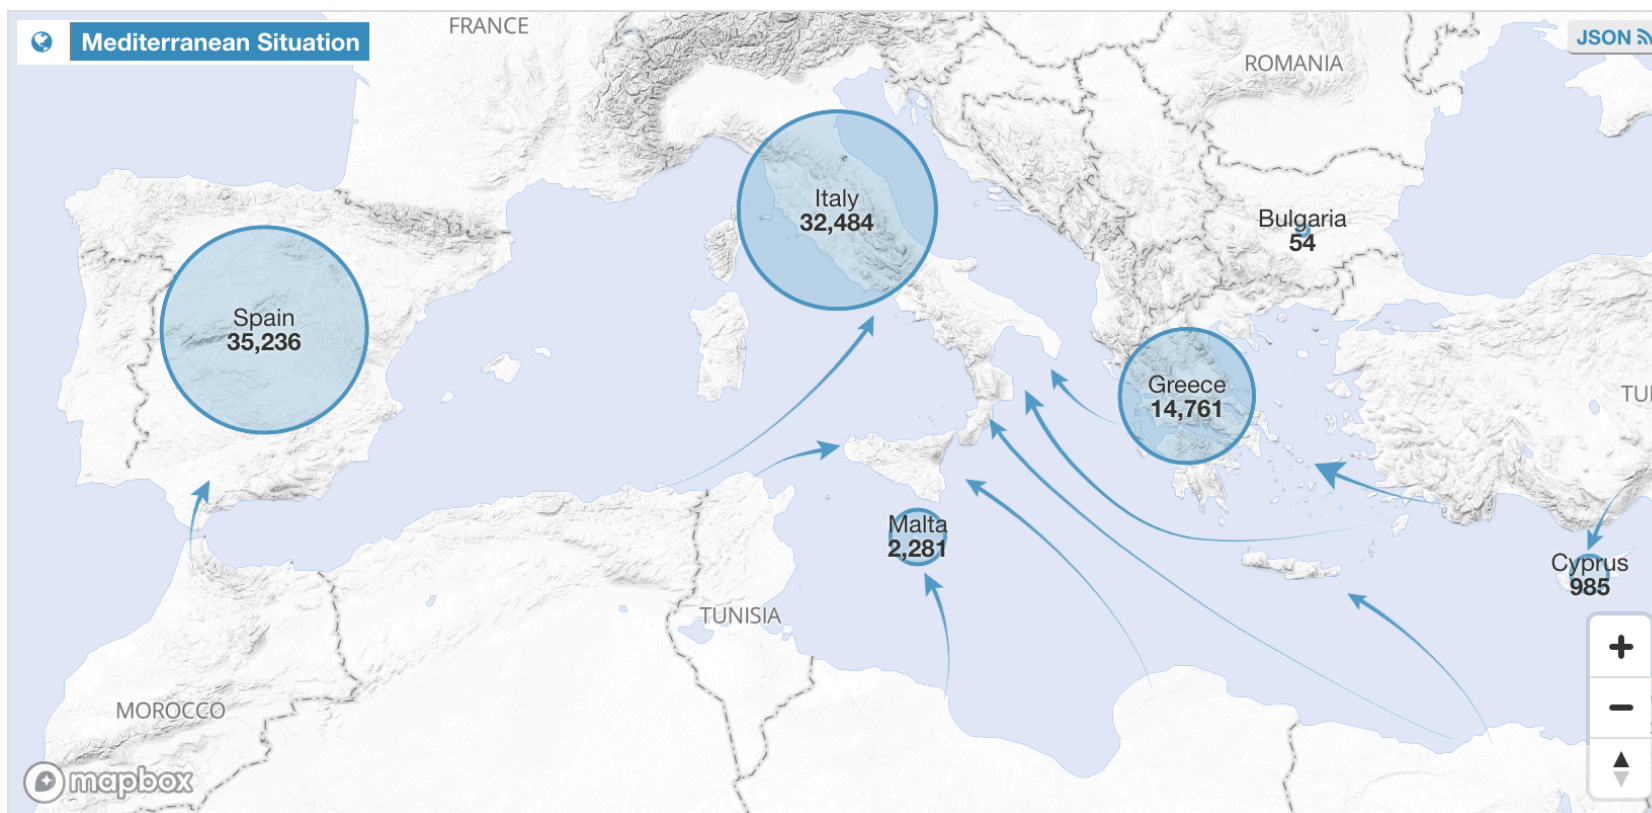 Mediterranean Situation
FRANCE
JSON
ROMANIA
Italy
32,484
Bulgaria
54
Spain
35,236
Greece
14,761
Malta
2,281
Cyprus
985
TUNISIA
MOROCCO
mapbox